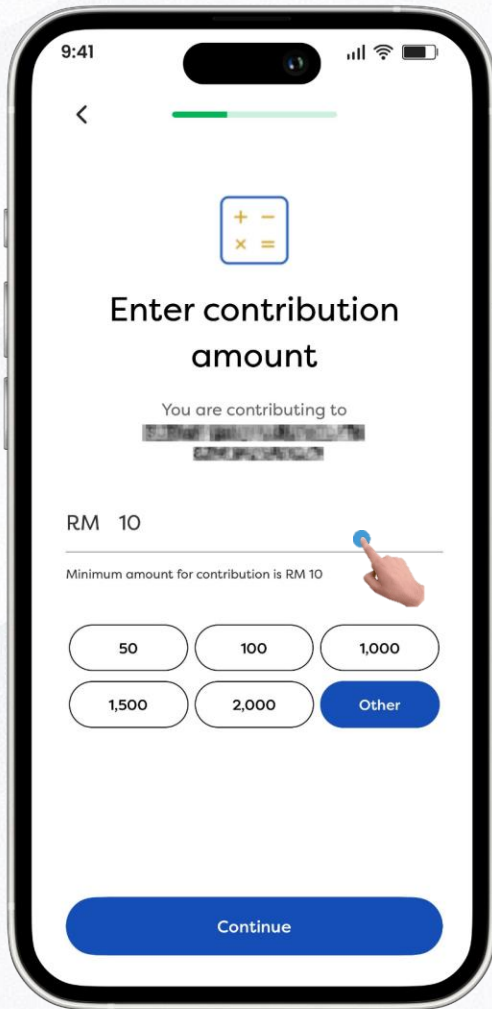 9:41
+ −
× =
Enter contribution
amount
You are contributing to
RM 10
Minimum amount for contribution is RM 10
50 100 1,000
1,500 2,000 Other
Continue